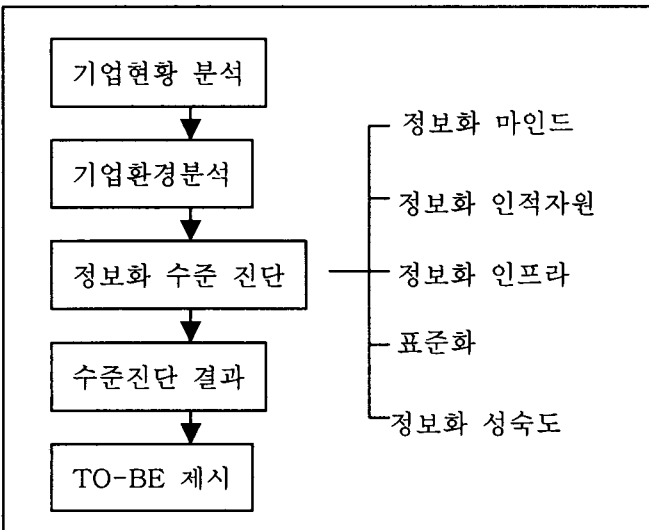 기업현황 분석
기업환경분석
정보화 수준 진단
수준진단 결과
TO-BE 제시
정보화 마인드
정보화 인적자원
정보화 인프라
표준화
정보화 성숙도